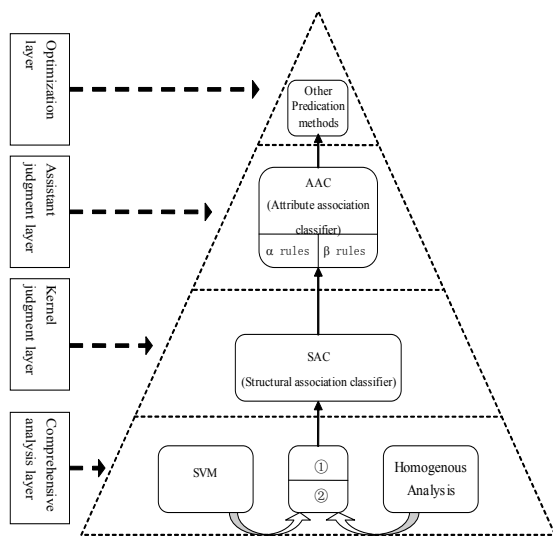 Optimization
layer
Other
Predication
methods
Assistant
judgment layer
AAC
(Attribute association
classifier)
α rules
β rules
Kernel
judgment layer
SAC
(Structural association classifier)
Comprehensive
analysis layer
SVM
①
②
Homogenous
Analysis